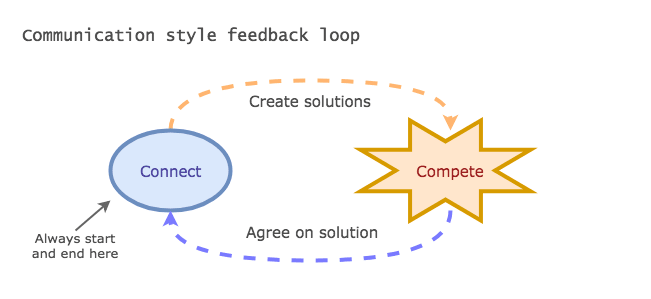 Communication style feedback loop
Create solutions
Connect
Compete
Agree on solution
Always start
and end here